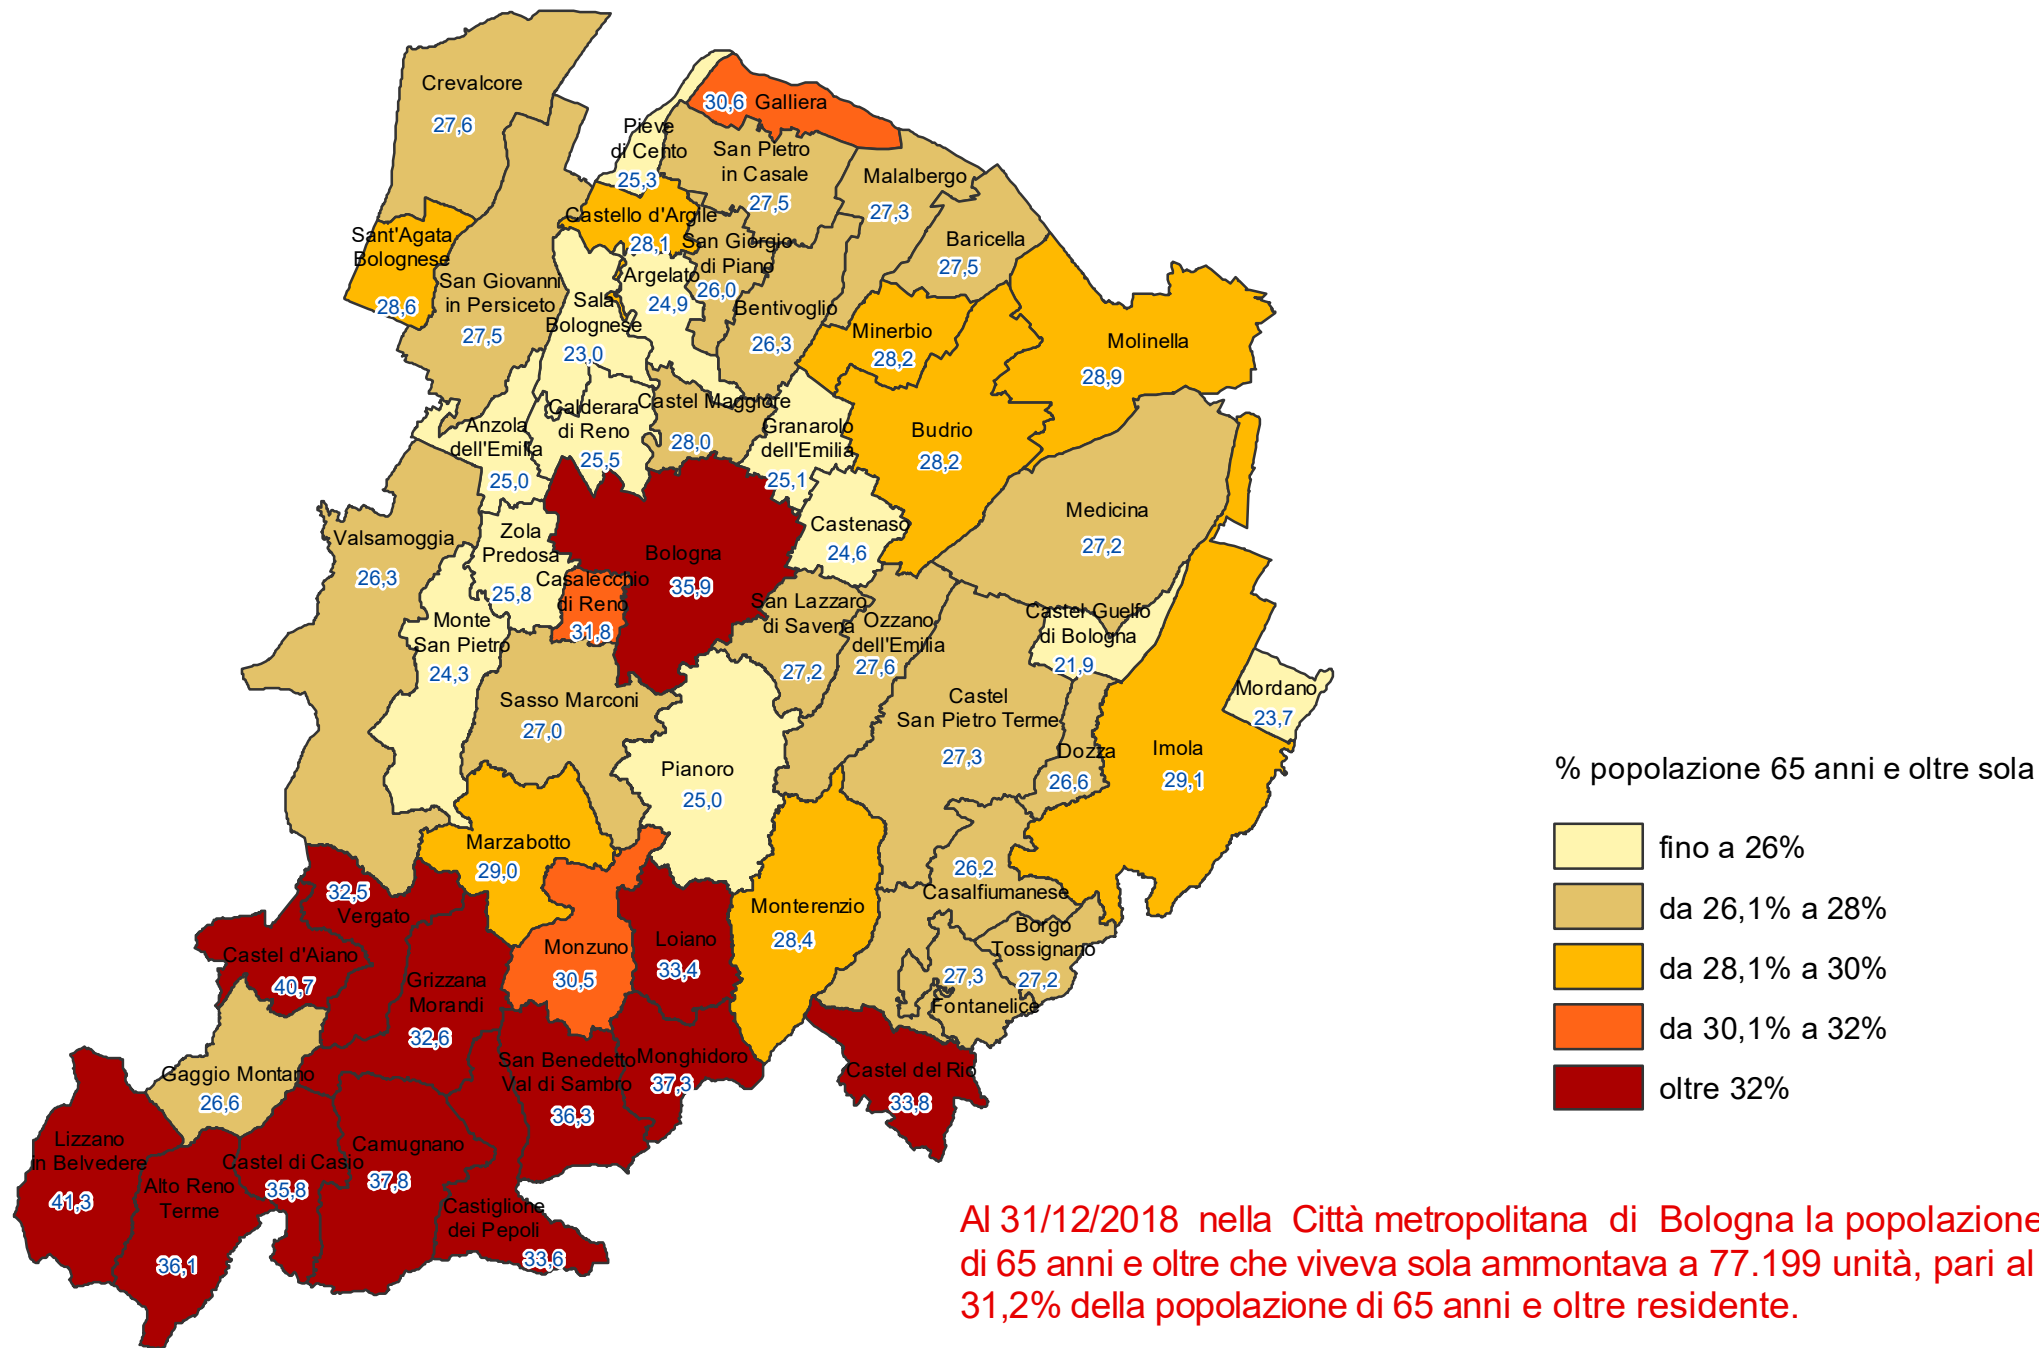 Crevalcore
27,6
30,6 Galliera
Pieve
di Cento
25,3
San Pietro
in Casale
27,5
Malalbergo
27,3
Castello d'Argile
28,1
Sant'Agata
Bolognese
28,6
San Giovanni
in Persiceto
27,5
San Giorgio
di Piano
26,0
Baricella
27,5
Argelato
24,9
Sala
Bolognese
23,0
Bentivoglio
26,3
Minerbio
28,2
Molinella
28,9
Calderara
di Reno
25,5
Castel Maggiore
28,0
Anzola
dell'Emilia
25,0
Granarolo
dell'Emilia
25,1
Budrio
28,2
Medicina
27,2
Castenaso
24,6
Valsamoggia
26,3
Zola
Predosa
25,8
Bologna
35,9
Casalecchio
di Reno
31,8
San Lazzaro
di Savena
27,2
Ozzano
dell'Emilia
27,6
Castel Guelfo
di Bologna
21,9
Monte
San Pietro
24,3
Mordano
23,7
Sasso Marconi
27,0
Castel
San Pietro Terme
27,3
Dozza
26,6
Imola
29,1
Pianoro
25,0
Marzabotto
29,0
26,2
Casalfiumanese
32,5
Vergato
Monterenzio
28,4
Borgo
Tossignano
27,2
Castel d'Aiano
40,7
Monzuno
30,5
Loiano
33,4
Grizzana
Morandi
32,6
27,3
Fontanelice
San Benedetto
Val di Sambro
36,3
Monghidoro
37,3
Castel del Rio
33,8
Gaggio Montano
26,6
Lizzano
in Belvedere
41,3
Camugnano
37,8
Castel di Casio
35,8
Alto Reno
Terme
36,1
Castiglione
dei Pepoli
33,6
% popolazione 65 anni e oltre sola
fino a 26%
da 26,1% a 28%
da 28,1% a 30%
da 30,1% a 32%
oltre 32%
Al 31/12/2018 nella Città metropolitana di Bologna la popolazione
di 65 anni e oltre che viveva sola ammontava a 77.199 unità, pari al
31,2% della popolazione di 65 anni e oltre residente.